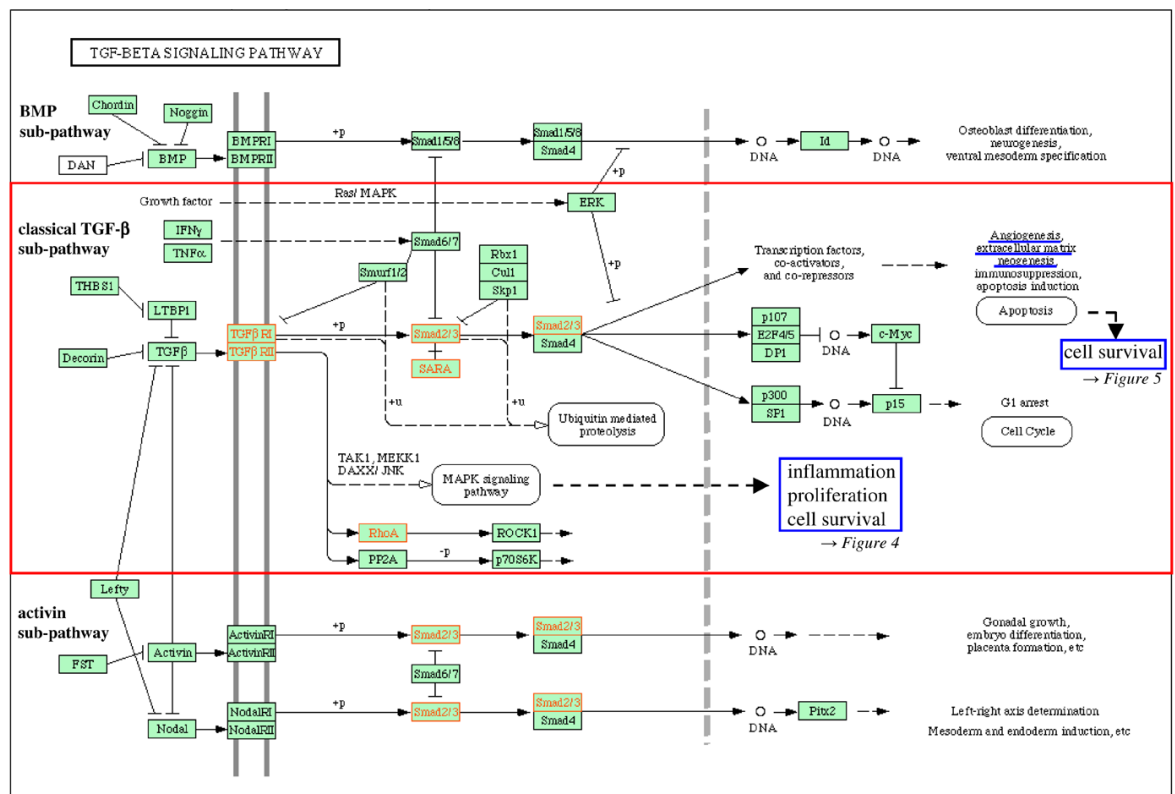 TGF-BETA SIGNALING PATHWAY
BMP
sub-pathway
Chordin
Noggin
DAN
BMP
BMPRI
BMPRII
+p
Smad1/5/8
Smad1/5/8
Smad4
DNA
Id
DNA
Osteoblast differentiation,
neurogenesis,
ventral mesoderm specification
+p
classical TGF-β
sub-pathway
Growth factor
Ras/ MAPK
ERK
IFNγ
TNFα
Smad6/7
Smurf1/2
Rbx1
Cul1
Skp1
+p
Transcription factors,
co-activators,
and co-repressors
Angiogenesis,
extracellular matrix
neogenesis,
immunosuppression,
apoptosis induction
Apoptosis
cell survival
→ Figure 5
THBS1
LTBP1
Decorin
TGFβ
TGFβ RI
TGFβ RII
+p
Smad2/3
SARA
Smad2/3
Smad4
p107
E2F4/5
DP1
DNA
c-Myc
p300
SP1
DNA
p15
G1 arrest
Cell Cycle
+u
+u
Ubiquitin mediated
proteolysis
TAK1, MEKK1
DAXX/ JNK
MAPK signaling
pathway
inflammation
proliferation
cell survival
→ Figure 4
RhoA
ROCK1
PP2A
-p
p70S6K
Lefty
activin
sub-pathway
FST
Activin
ActivinRI
ActivinRII
+p
Smad2/3
Smad2/3
Smad4
DNA
Gonadal growth,
embryo differentiation,
placenta formation, etc
Smad6/7
Nodal
NodalRI
NodalRII
+p
Smad2/3
Smad2/3
Smad4
DNA
Pitx2
Left-right axis determination
Mesoderm and endoderm induction, etc